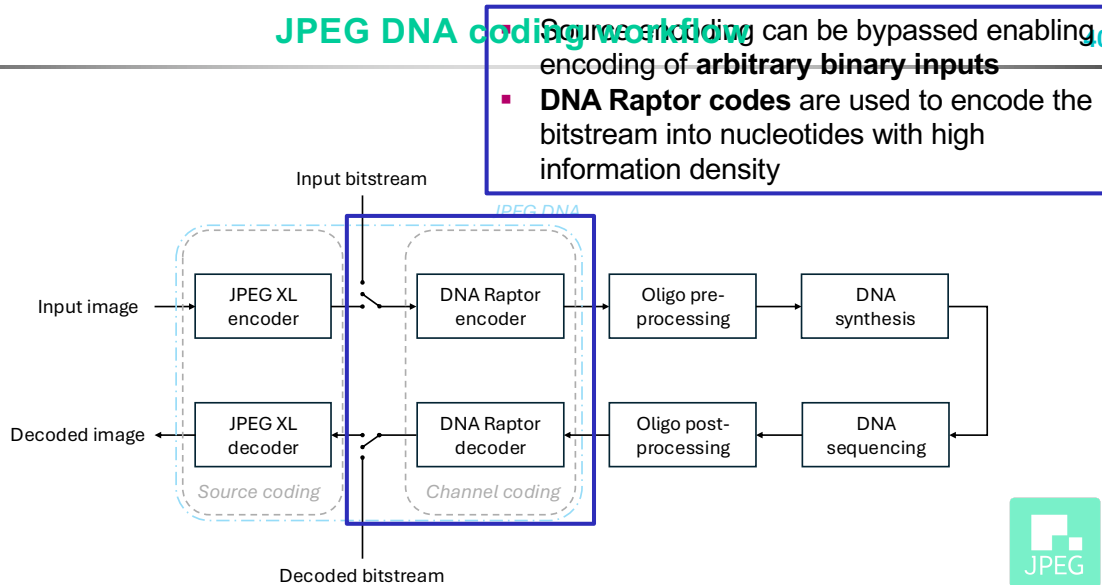 JPEG DNA coding workflow
Source encoding can be bypassed enabling
encoding of arbitrary binary inputs
DNA Raptor codes are used to encode the
bitstream into nucleotides with high
information density
Input bitstream
JPEG DNA
Input image
JPEG XL
encoder
DNA Raptor
encoder
Oligo pre-
processing
DNA
synthesis
Decoded image
JPEG XL
decoder
DNA Raptor
decoder
Oligo post-
processing
DNA
sequencing
Source coding
Channel coding
Decoded bitstream
JPEG